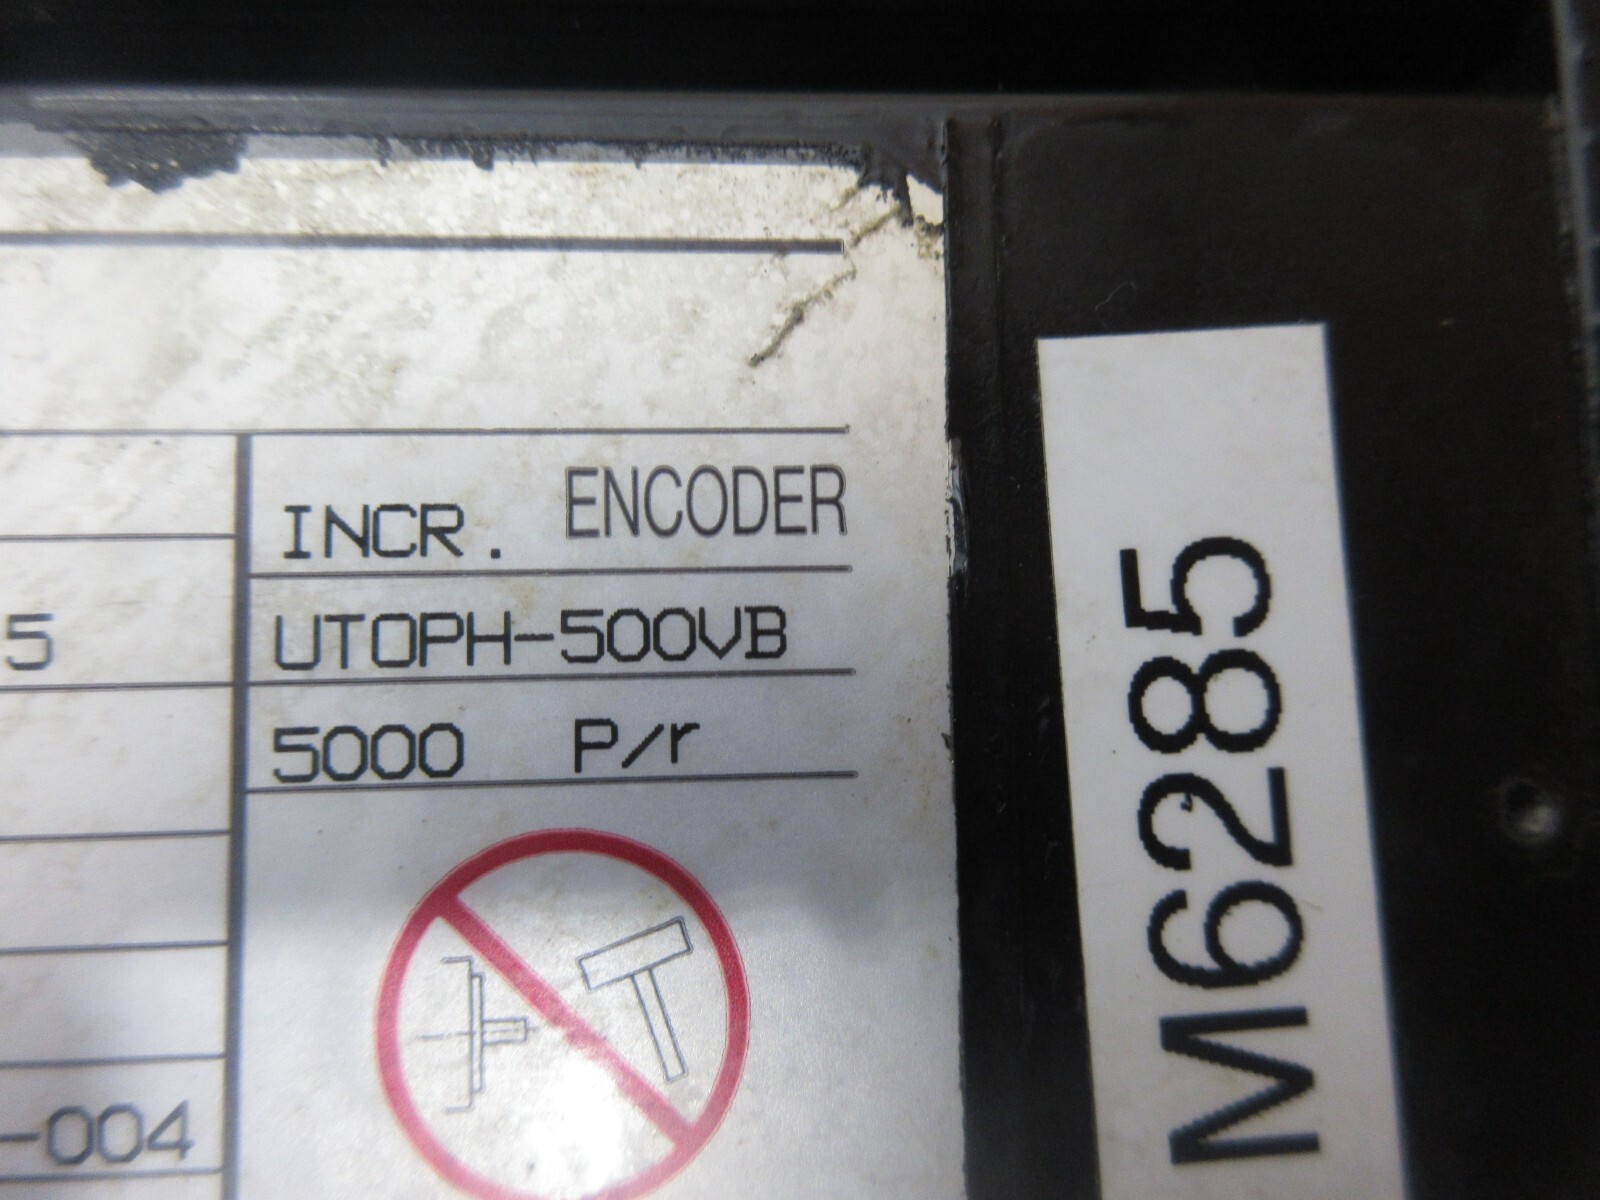 INCR. ENCODER
5
UTOPH-500VB
5000 P/r
-004
M6285